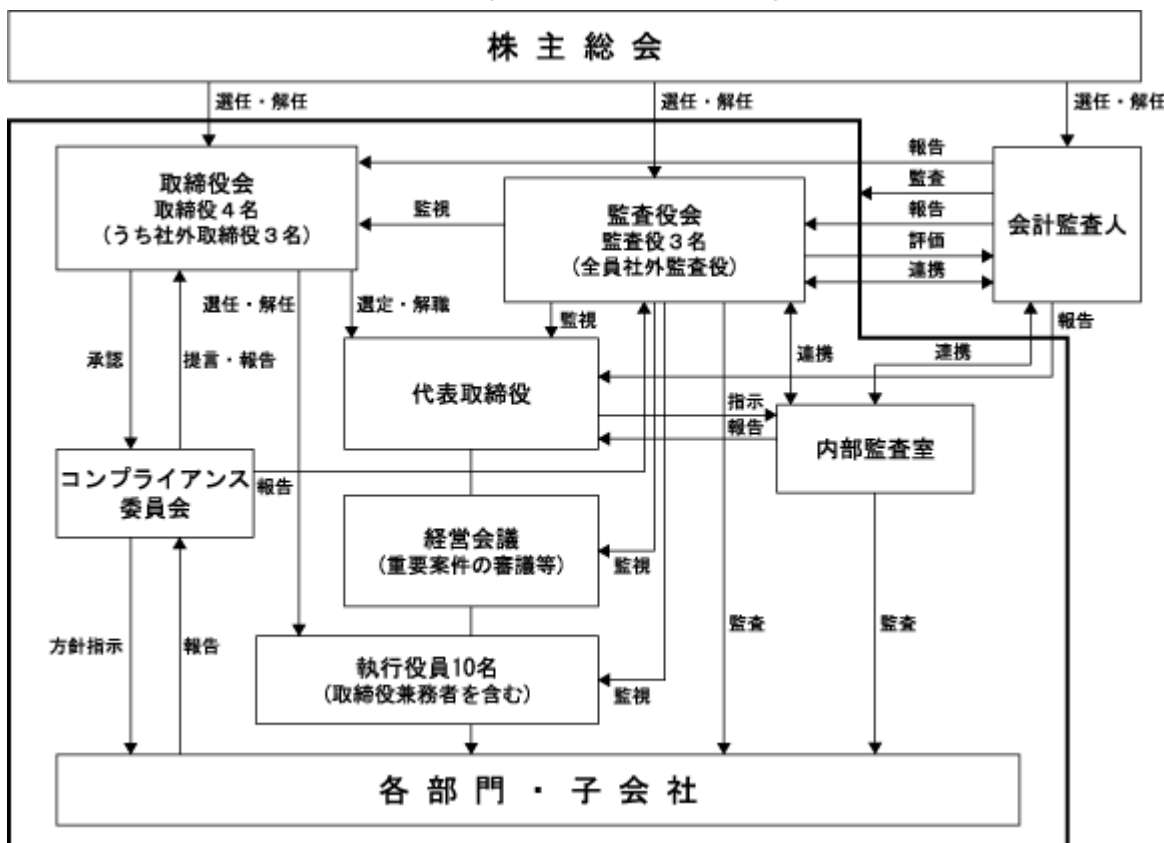 株主総会
選任・解任
選任・解任
選任・解任
取締役会
取締役4名
(うち社外取締役3名)
監視
監査役会
監査役3名
(全員社外監査役)
報告
監査
報告
評価
連携
会計監査人
選任・解任
選定・解職
監視
連携
連携
報告
承認
提言・報告
代表取締役
指示
報告
内部監査室
コンプライアンス
委員会
報告
経営会議
(重要案件の審議等)
監視
方針指示
報告
執行役員10名
(取締役兼務者を含む)
監視
監査
監査
各部門・子会社